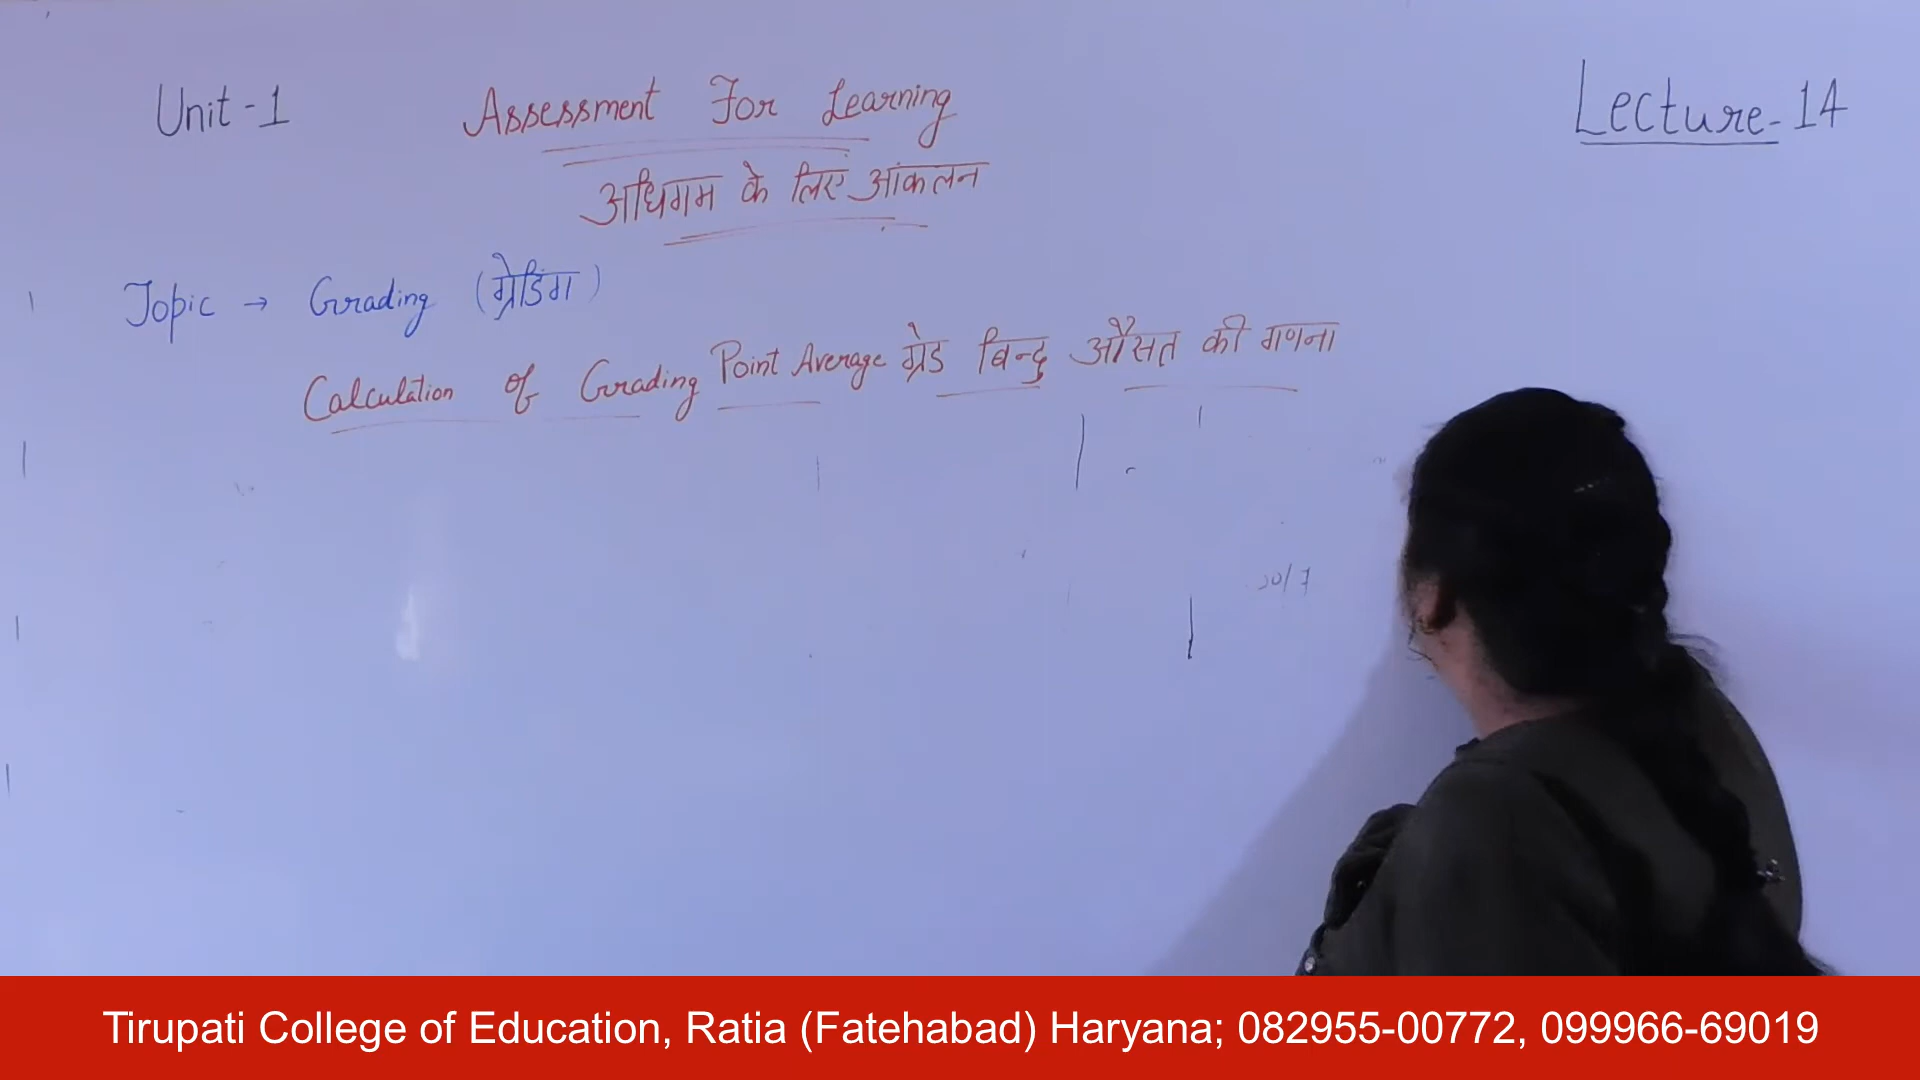 Unit-1 Assessment For Learning Lecture-14
अधिगम के लिए आंकलन
Topic → Grading (ग्रेडिंग)
Calculation of Grading Point Average ग्रेड बिन्दु औसत की गणना
Tirupati College of Education, Ratia (Fatehabad) Haryana; 082955-00772, 099966-69019